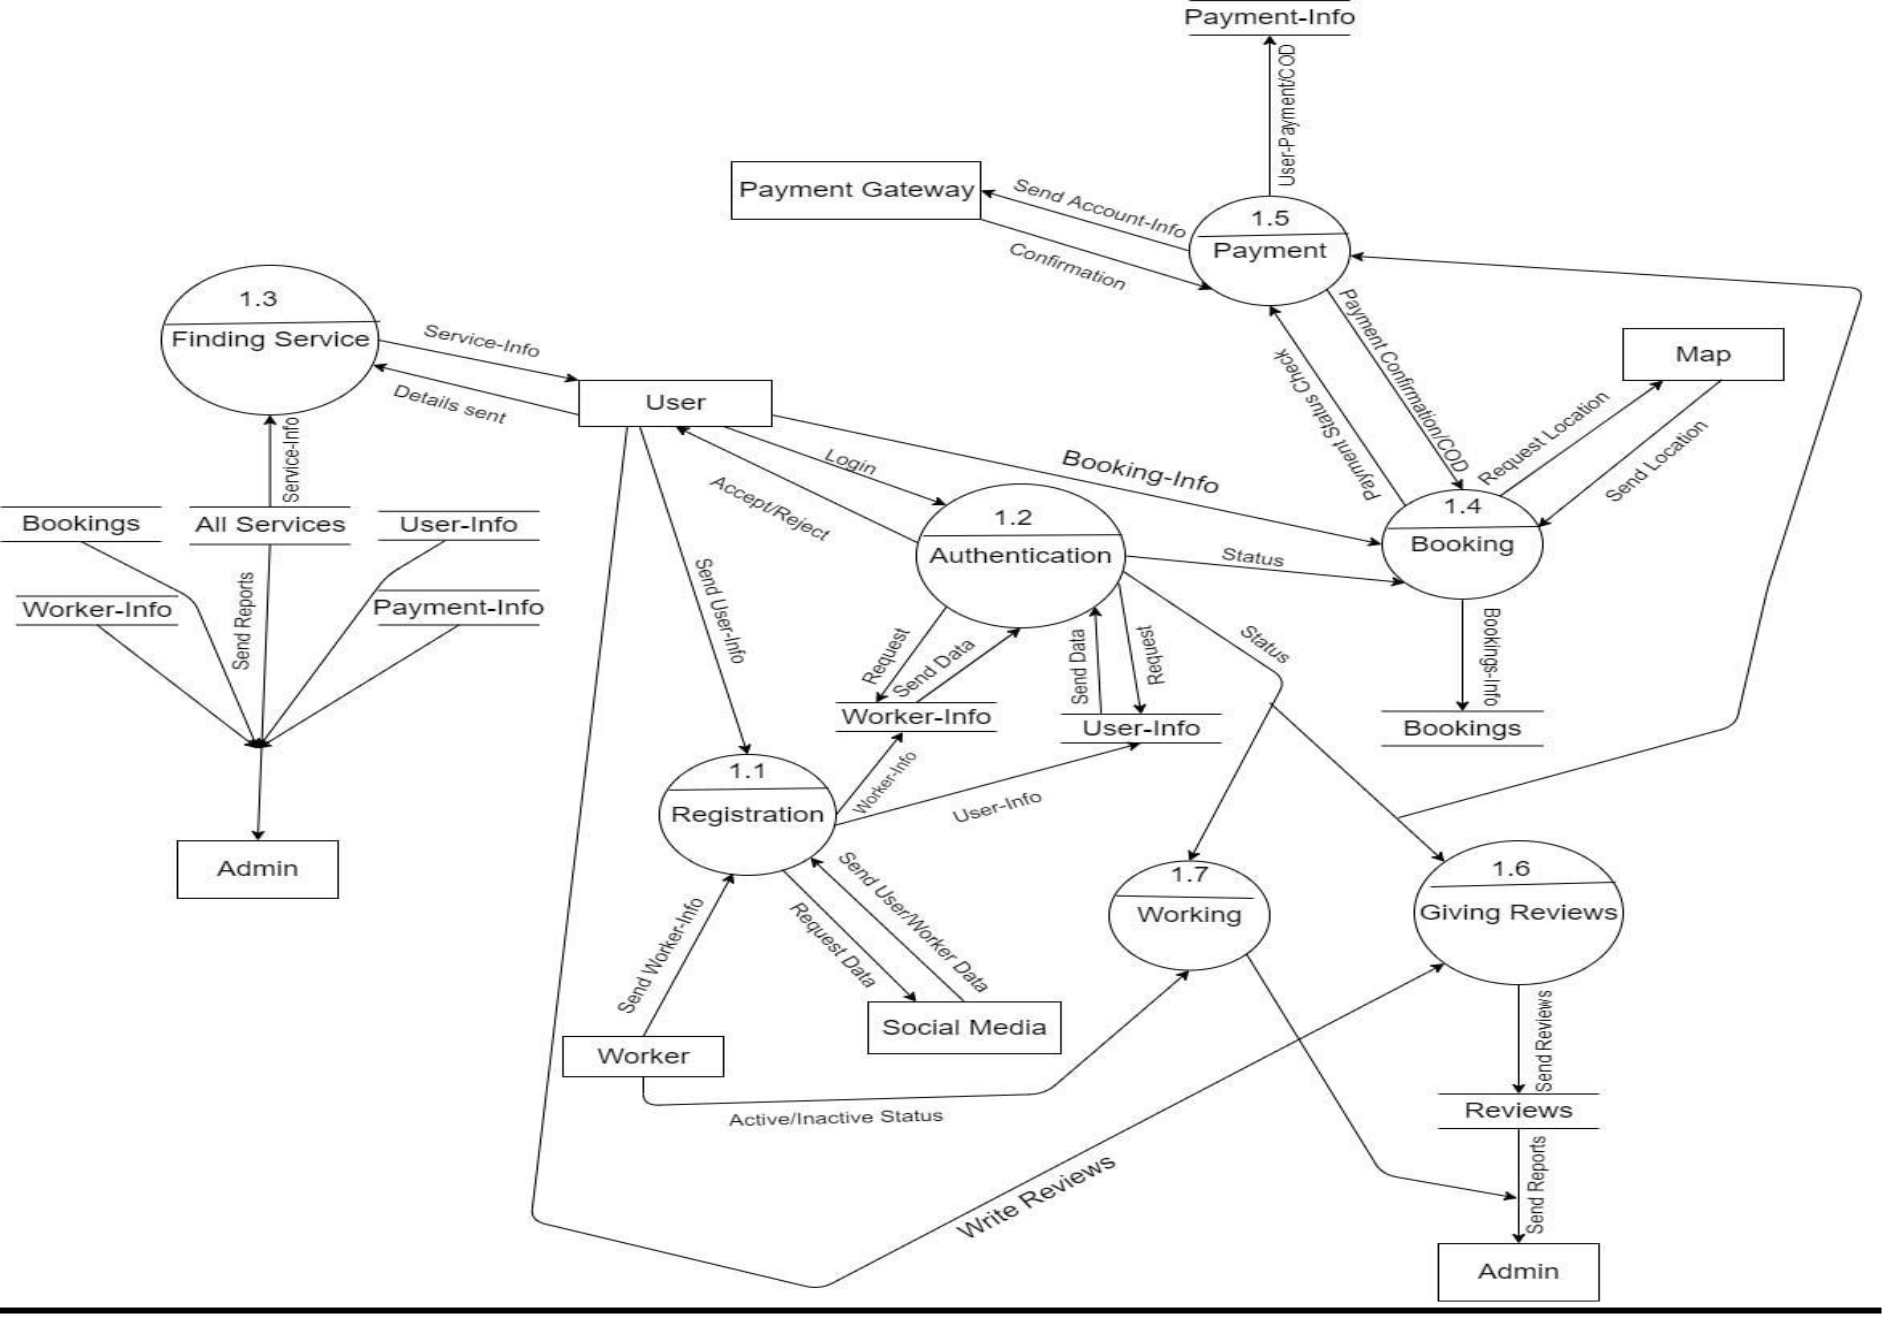 Payment-Info
User-Payment/COD
Payment Gateway
Send Account-Info
Confirmation
1.5
Payment
Payment Confirmation/COD
Payment Status Check
Map
Request Location
Send Location
1.3
Finding Service
Service-Info
Details sent
User
Service-Info
Login
Accept/Reject
Booking-Info
1.4
Booking
1.2
Authentication
Status
Bookings
All Services
User-Info
Worker-Info
Send Reports
Payment-Info
Send User-Info
Request
Send Data
Send Data
Request
Status
Bookings-Info
Worker-Info
User-Info
Bookings
1.1
Registration
Worker-Info
User-Info
Admin
Send Worker-Info
Request Data
Send User/Worker Data
1.7
Working
1.6
Giving Reviews
Social Media
Worker
Active/Inactive Status
Send Reviews
Reviews
Write Reviews
Send Reports
Admin